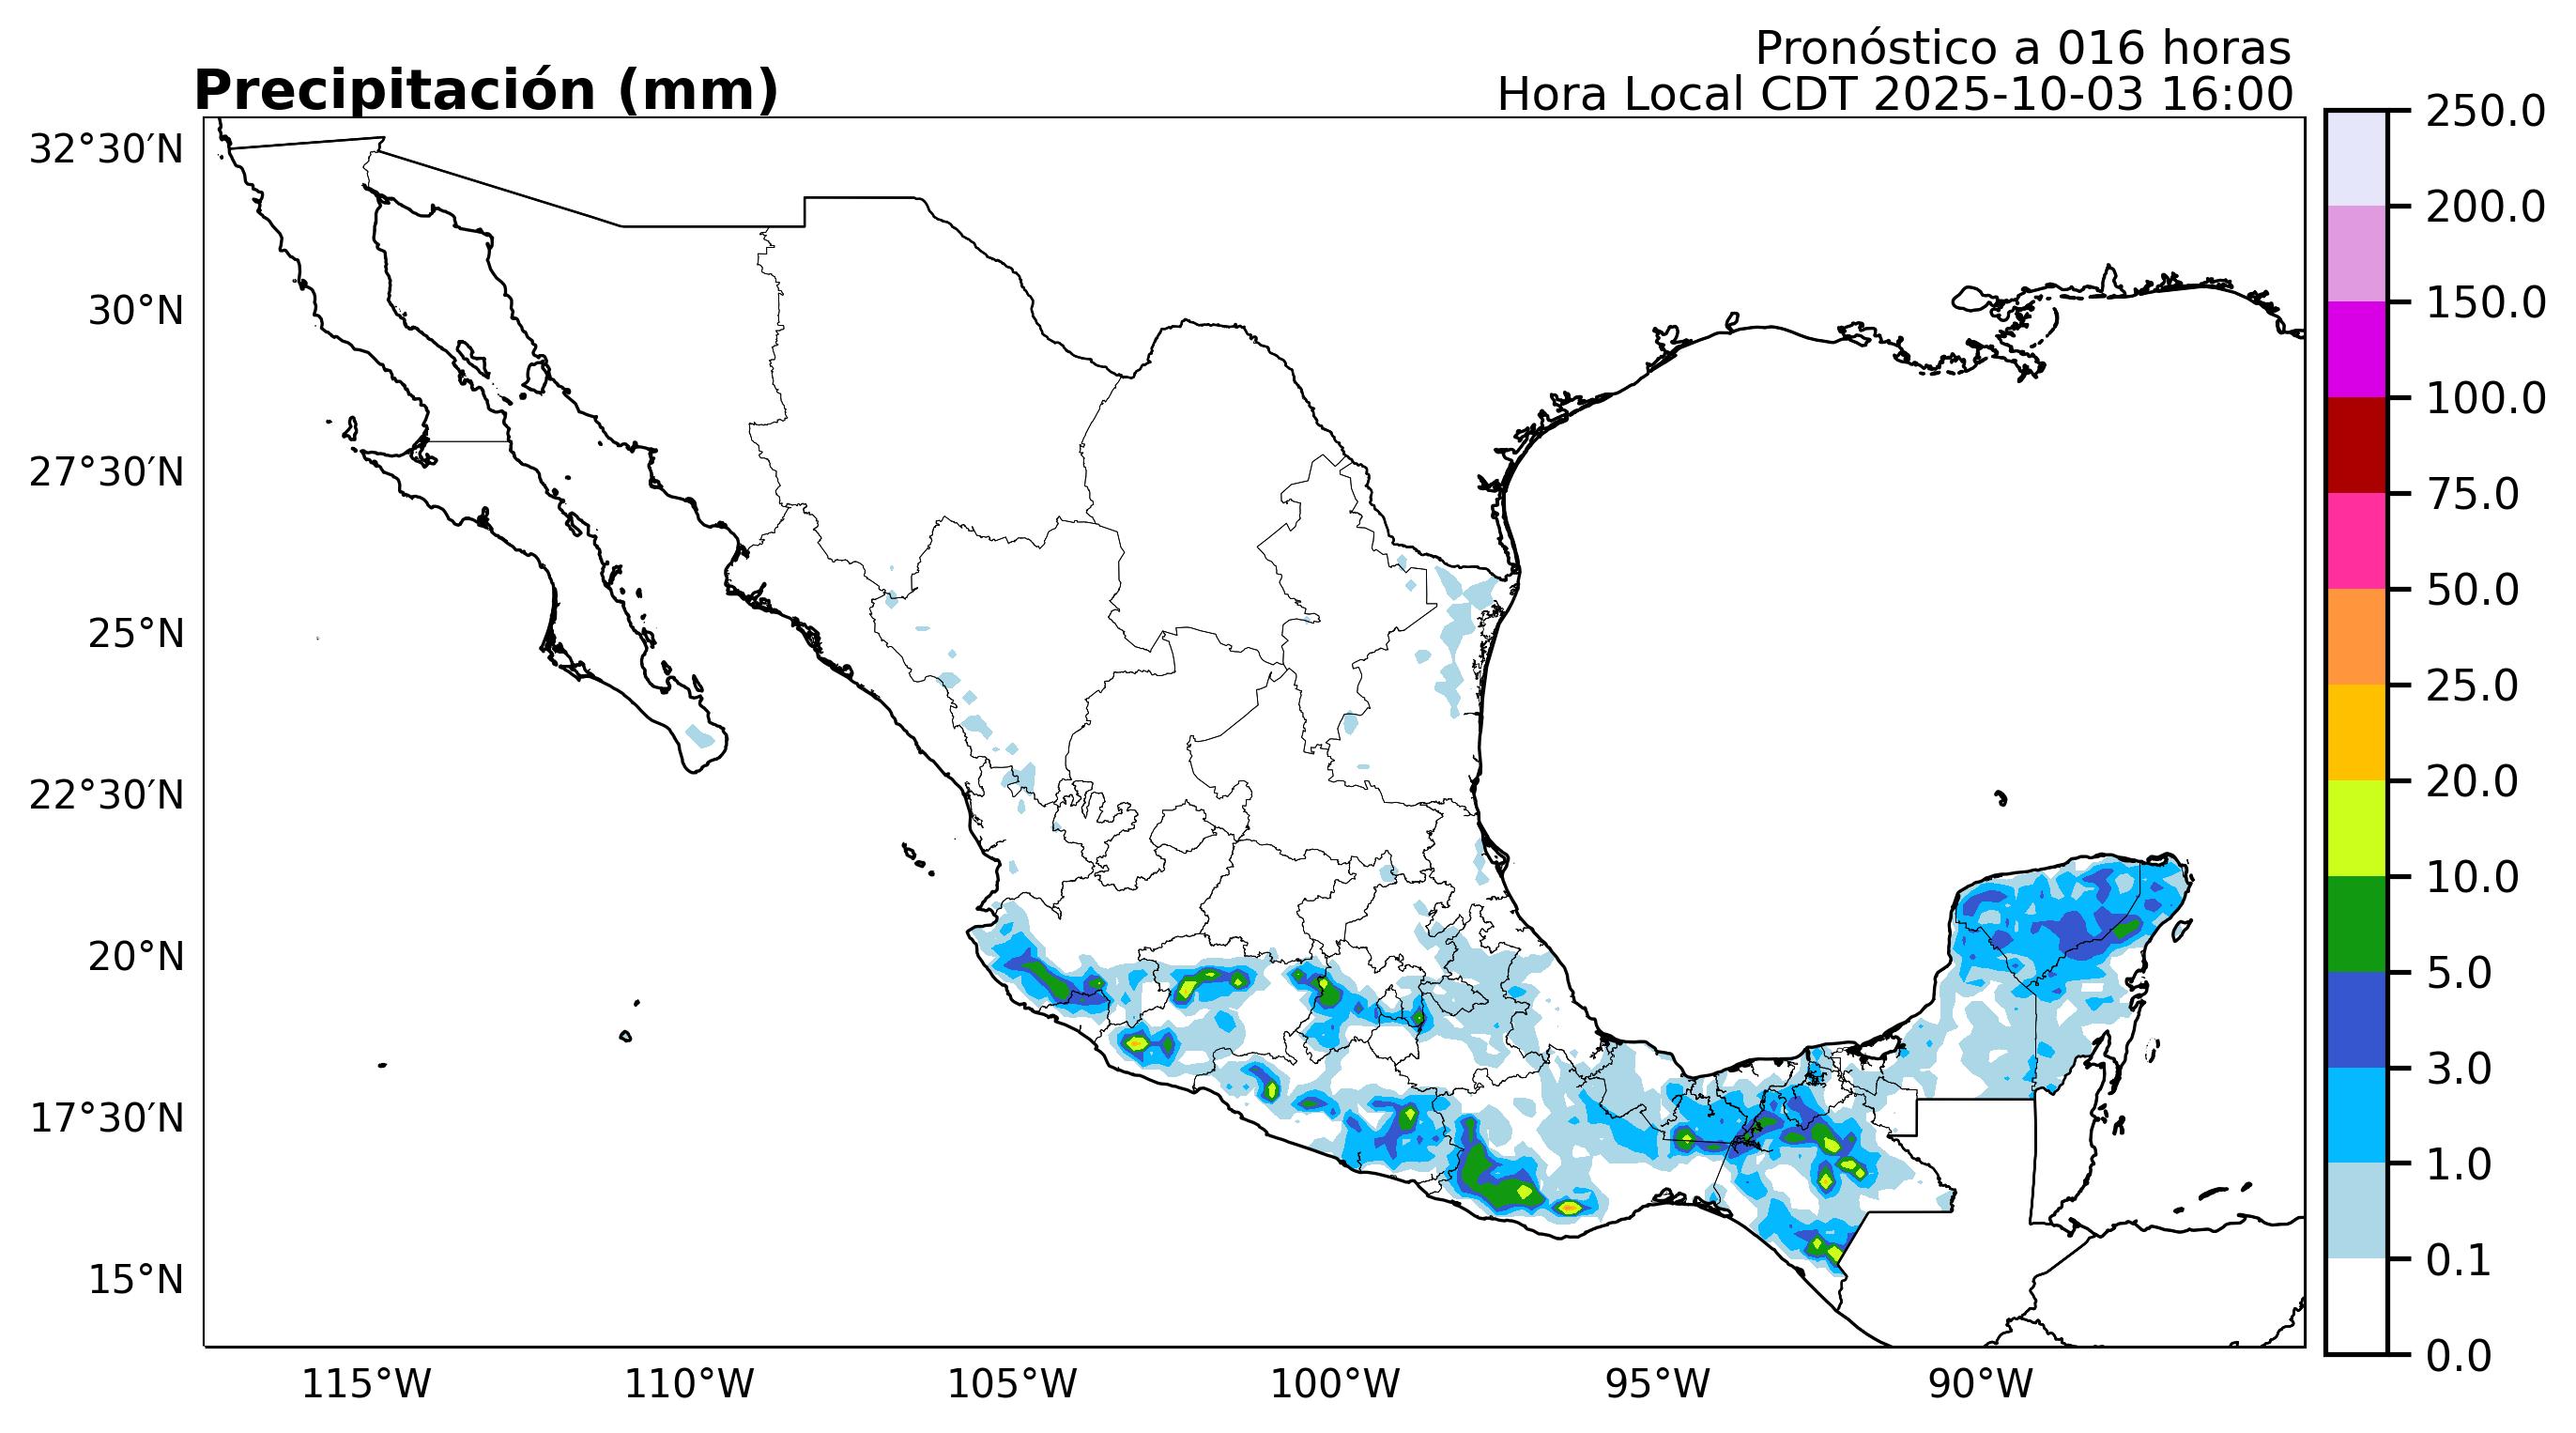 Pronóstico a 016 horas
Precipitación (mm)
Hora Local CDT 2025-10-03 16:00
32°30′N
30°N
27°30′N
25°N
22°30′N
20°N
17°30′N
15°N
115°W
110°W
105°W
100°W
95°W
90°W
250.0
200.0
150.0
100.0
75.0
50.0
25.0
20.0
10.0
5.0
3.0
1.0
0.1
0.0